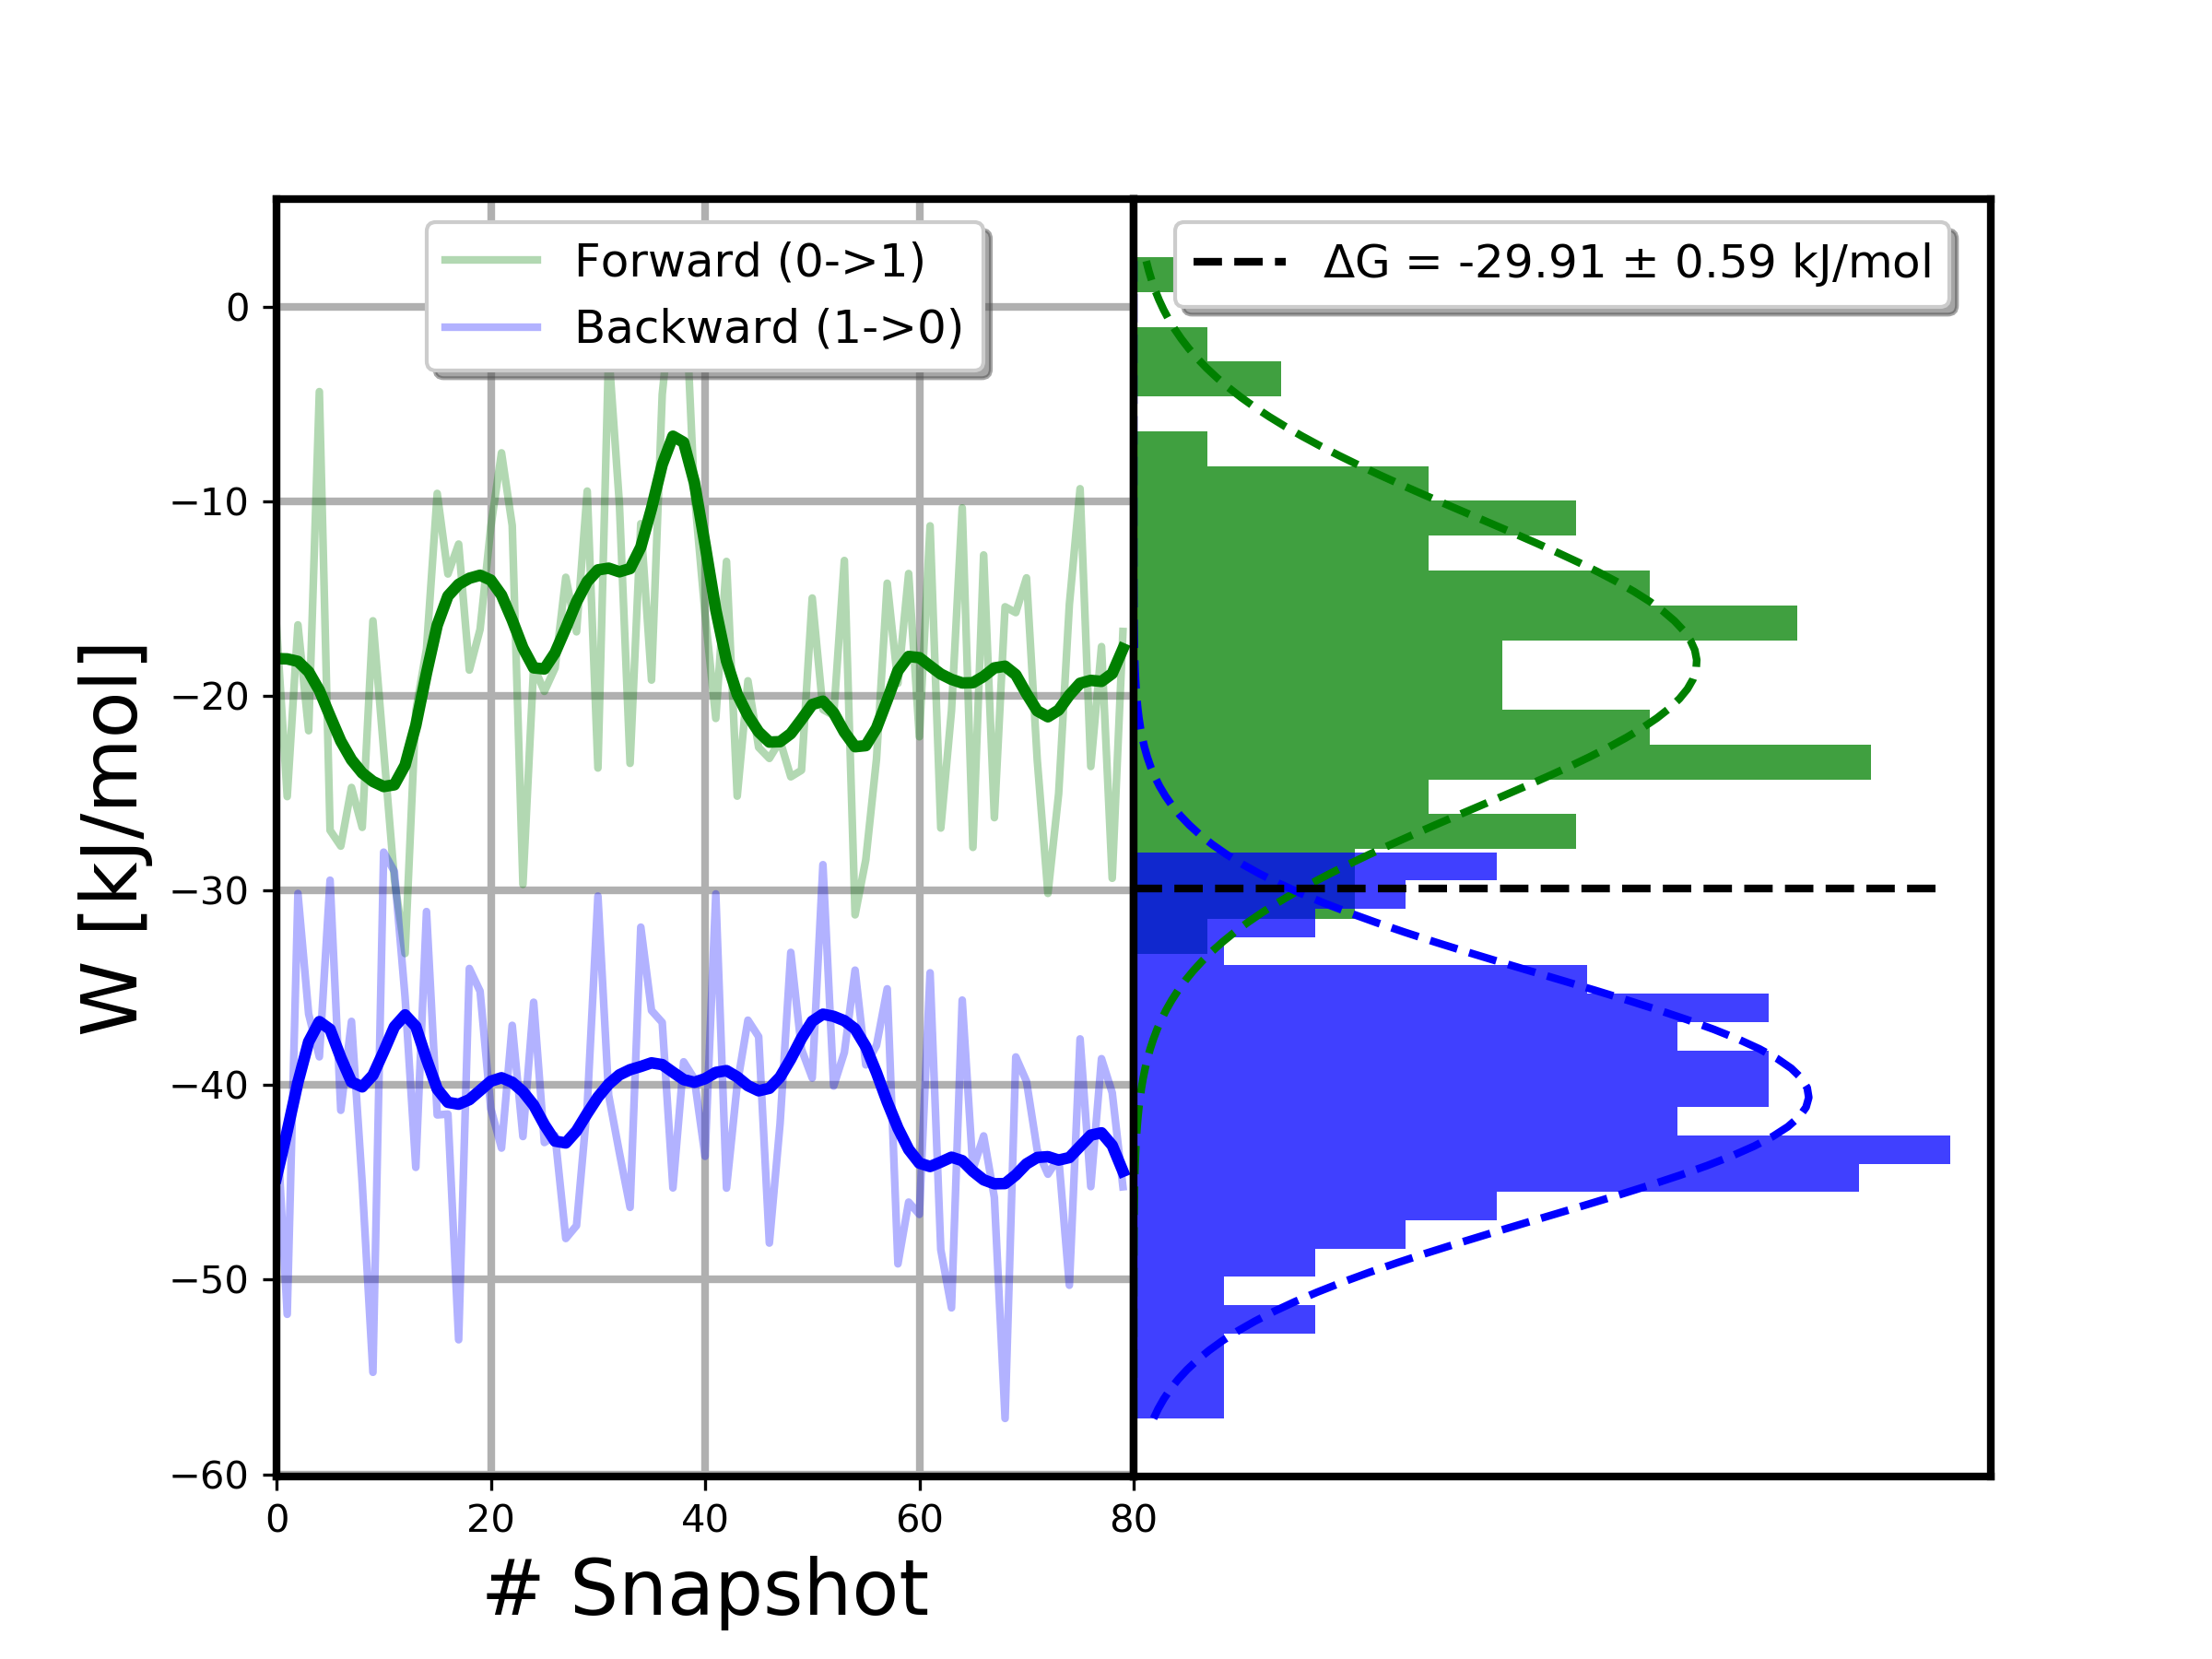 Forward (0->1)
Backward (1->0)
ΔG = -29.91 ± 0.59 kJ/mol
W [kJ/mol]
0
−10
−20
−30
−40
−50
−60
0 20 40 60 80
# Snapshot